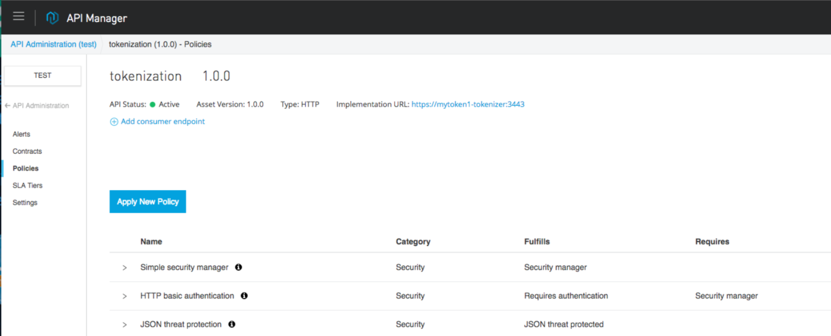 API Manager
API Administration (test) tokenization (1.0.0) - Policies
TEST
tokenization 1.0.0
API Administration
API Status: Active Asset Version: 1.0.0 Type: HTTP Implementation URL: https://mytoken1-tokenizer:3443
Add consumer endpoint
Alerts
Contracts
Policies
SLA Tiers
Settings
Apply New Policy
Name Category Fulfills Requires
Simple security manager Security Security manager
HTTP basic authentication Security Requires authentication Security manager
JSON threat protection Security JSON threat protected